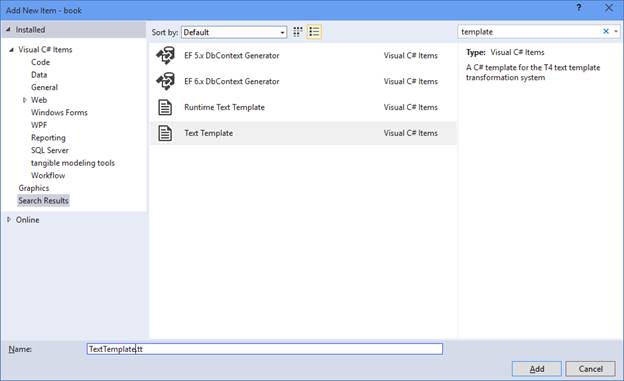 Add New Item - book
Installed
Sort by: Default
template
Visual C# Items
Code
Data
General
Web
Windows Forms
WPF
Reporting
SQL Server
tangible modeling tools
Workflow
Graphics
Search Results
Online
EF 5.x DbContext Generator Visual C# Items
EF 6.x DbContext Generator Visual C# Items
Runtime Text Template Visual C# Items
Text Template Visual C# Items
Type: Visual C# Items
A C# template for the T4 text template
transformation system
Name: TextTemplate.tt
Add Cancel